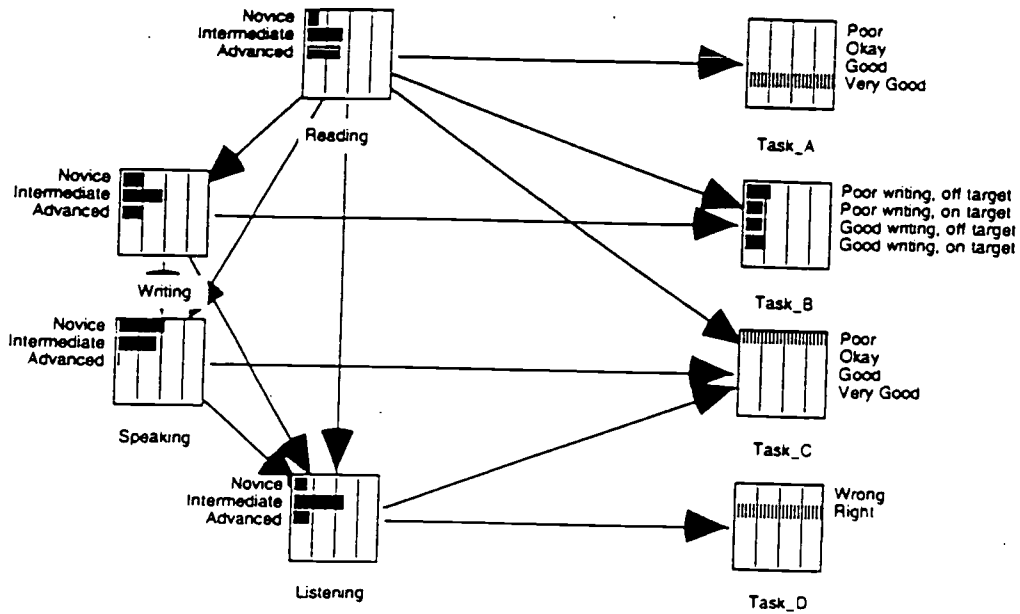 Novice
Intermediate
Advanced
Reading
Poor
Okay
Good
Very Good
Task_A
Novice
Intermediate
Advanced
Writing
Poor writing, off target
Poor writing, on target
Good writing, off target
Good writing, on target
Task_B
Novice
Intermediate
Advanced
Speaking
Poor
Okay
Good
Very Good
Task_C
Novice
Intermediate
Advanced
Listening
Wrong
Right
Task_D